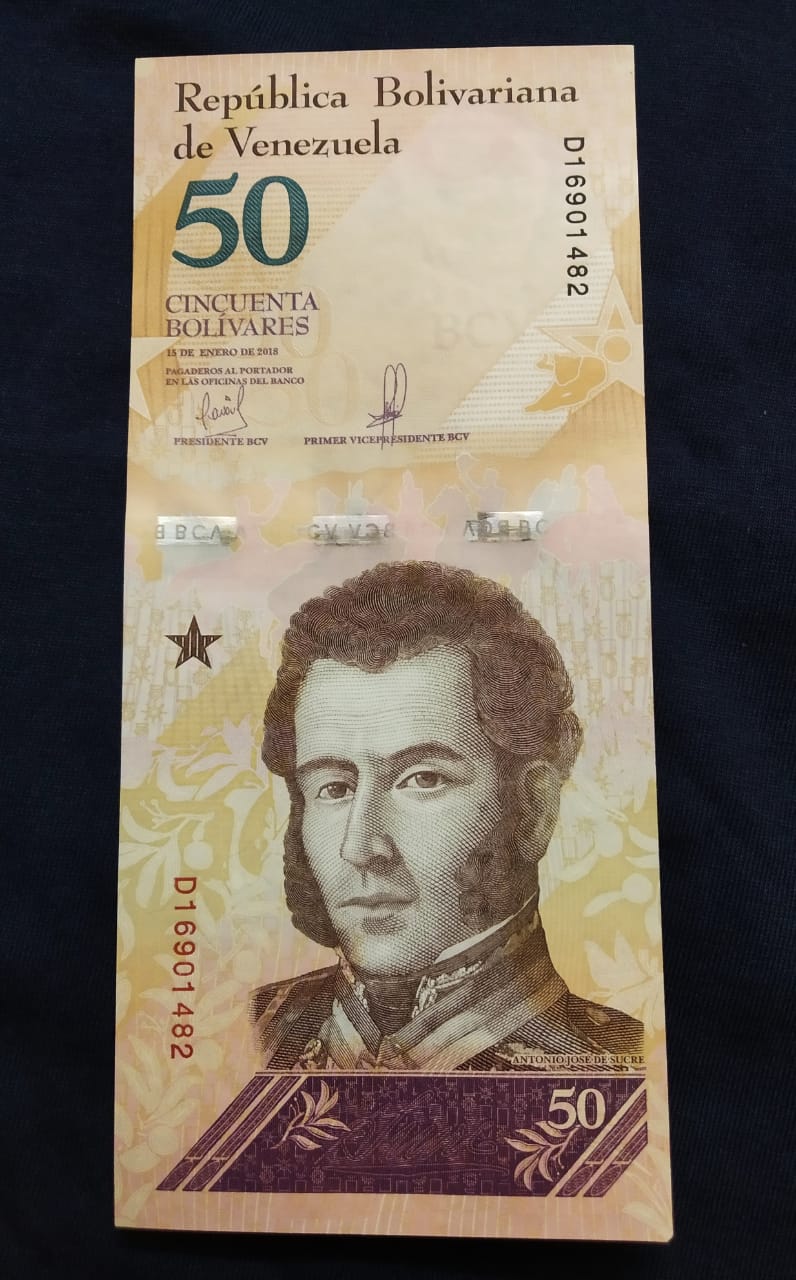 República Bolivariana
de Venezuela
D16901482
50
CINCUENTA
BOLÍVARES
15 DE ENERO DE 2018
PAGADEROS AL PORTADOR
EN LAS OFICINAS DEL BANCO
PRESIDENTE BCV
PRIMER VICEPRESIDENTE BCV
BCV
D16901482
ANTONIO JOSÉ DE SUCRE
50